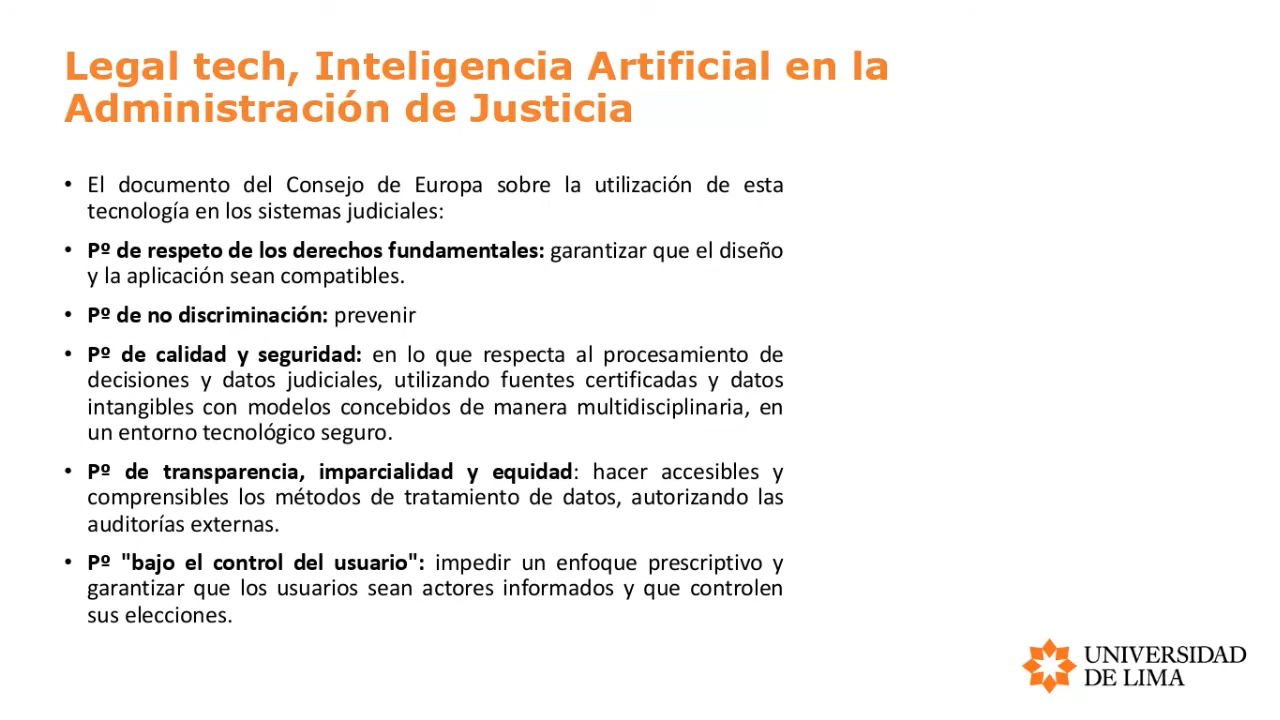 Legal tech, Inteligencia Artificial en la
Administración de Justicia
• El documento del Consejo de Europa sobre la utilización de esta
tecnología en los sistemas judiciales:
• Pº de respeto de los derechos fundamentales: garantizar que el diseño
y la aplicación sean compatibles.
• Pº de no discriminación: prevenir
• Pº de calidad y seguridad: en lo que respecta al procesamiento de
decisiones y datos judiciales, utilizando fuentes certificadas y datos
intangibles con modelos concebidos de manera multidisciplinaria, en
un entorno tecnológico seguro.
• Pº de transparencia, imparcialidad y equidad: hacer accesibles y
comprensibles los métodos de tratamiento de datos, autorizando las
auditorías externas.
• Pº "bajo el control del usuario": impedir un enfoque prescriptivo y
garantizar que los usuarios sean actores informados y que controlen
sus elecciones.
UNIVERSIDAD
DE LIMA